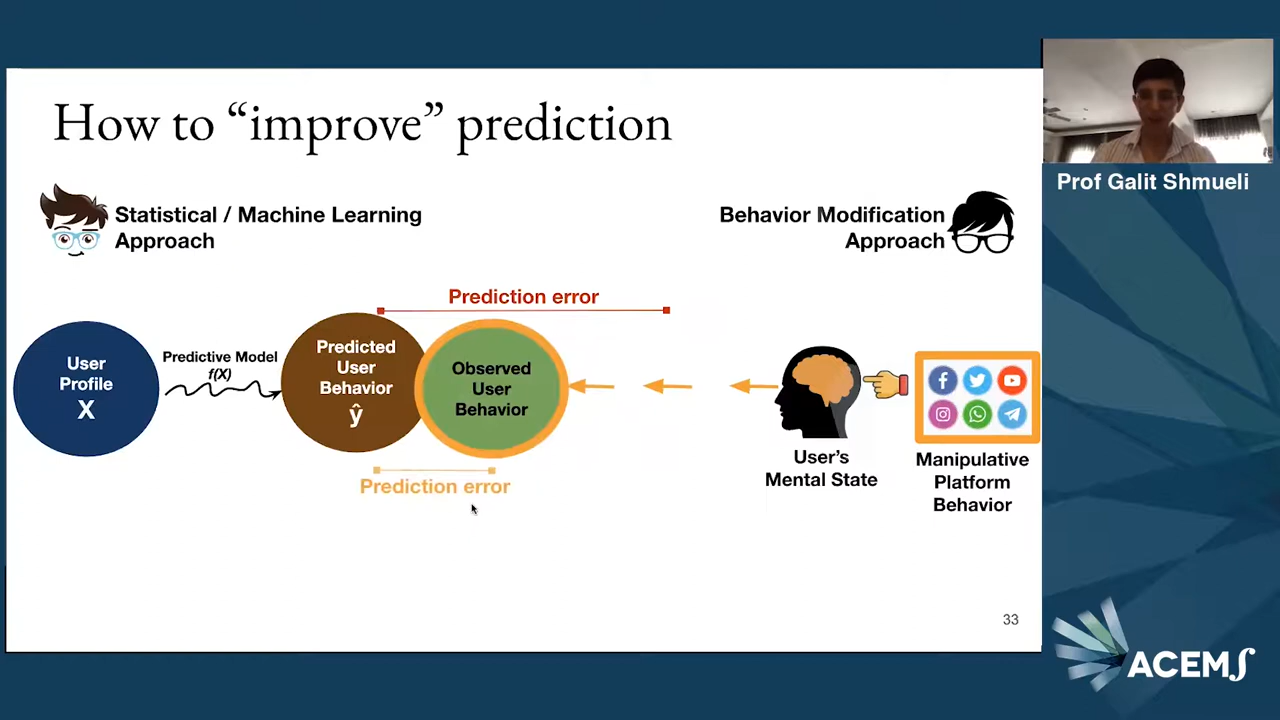 How to “improve” prediction
Prof Galit Shmueli
Statistical / Machine Learning
Approach
Behavior Modification
Approach
Prediction error
User
Profile
X
Predictive Model
f(X)
Predicted
User
Behavior
ŷ
Observed
User
Behavior
User’s
Mental State
Manipulative
Platform
Behavior
Prediction error
33
ACEMS